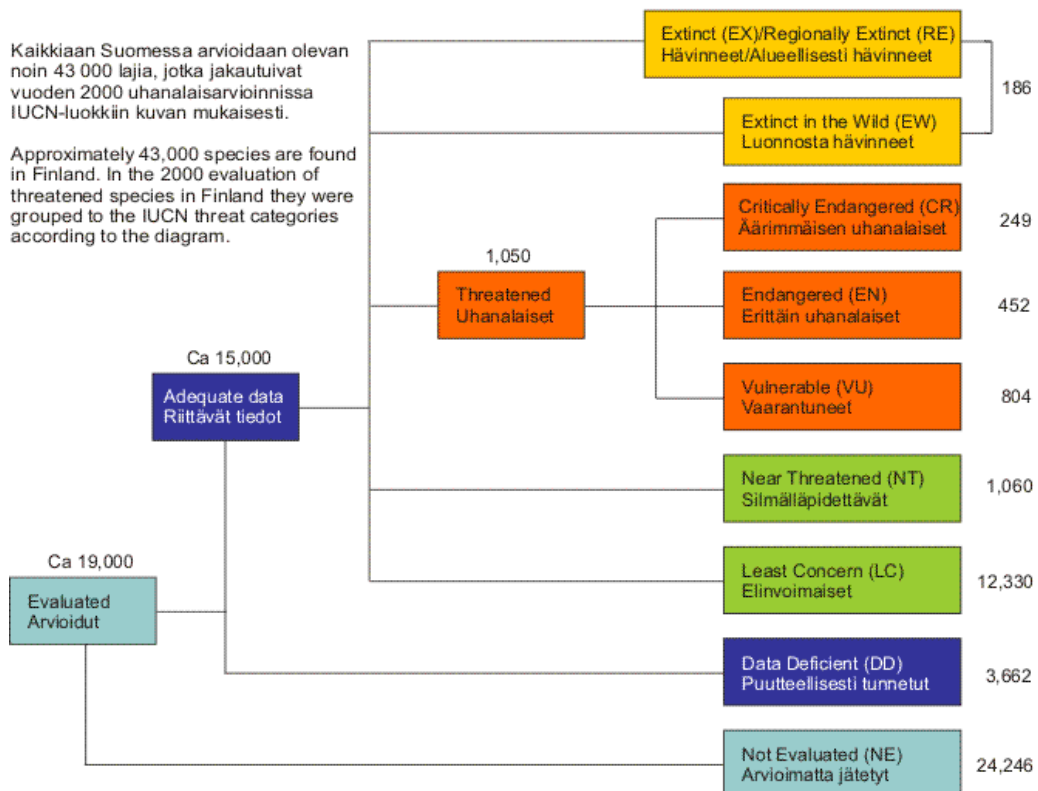 Kaikkiaan Suomessa arvioidaan olevan
noin 43 000 lajia, jotka jakautuivat
vuoden 2000 uhanalaisarvioinnissa
IUCN-luokkiin kuvan mukaisesti.
Approximately 43,000 species are found
in Finland. In the 2000 evaluation of
threatened species in Finland they were
grouped to the IUCN threat categories
according to the diagram.
Extinct (EX)/Regionally Extinct (RE)
Hävinneet/Alueellisesti hävinneet
186
Extinct in the Wild (EW)
Luonnosta hävinneet
Critically Endangered (CR)
Äärimmäisen uhanalaiset
249
1,050
Threatened
Uhanalaiset
Endangered (EN)
Erittäin uhanalaiset
452
Ca 15,000
Adequate data
Riittävät tiedot
Vulnerable (VU)
Vaarantuneet
804
Near Threatened (NT)
Silmälläpidettävät
1,060
Ca 19,000
Evaluated
Arvioidut
Least Concern (LC)
Elinvoimaiset
12,330
Data Deficient (DD)
Puutteellisesti tunnetut
3,662
Not Evaluated (NE)
Arvioimatta jätetyt
24,246